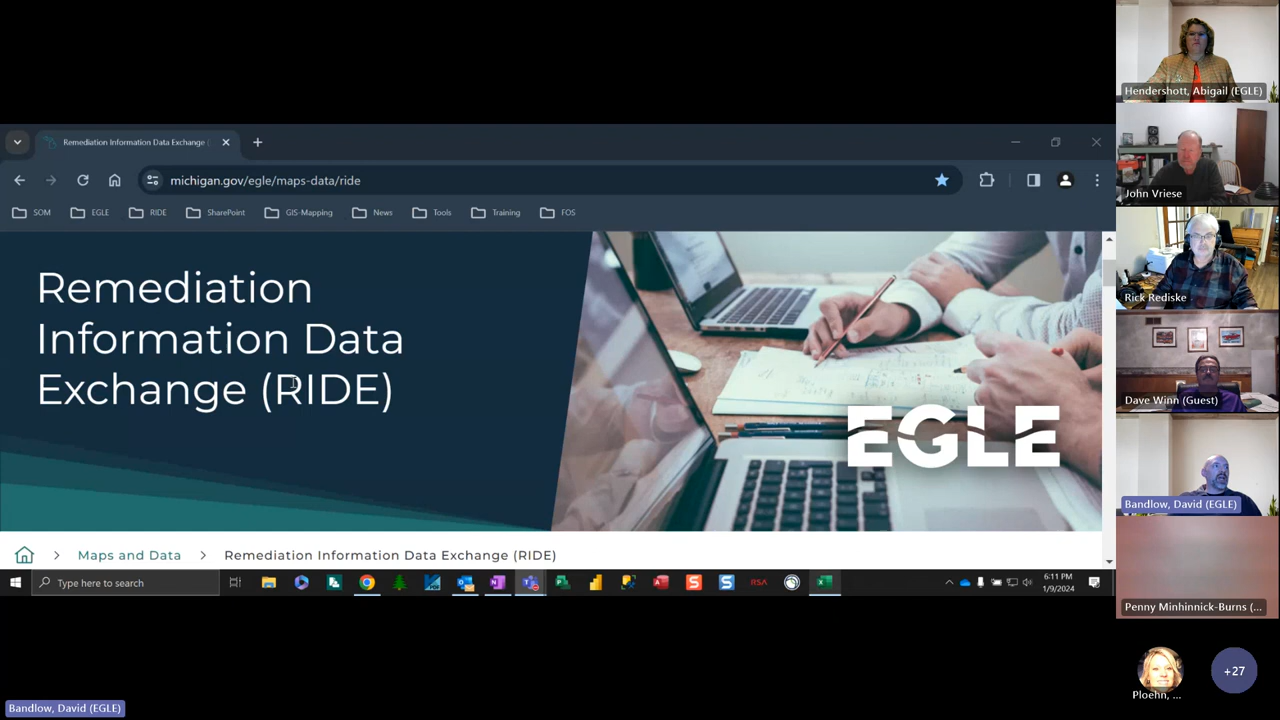 Remediation Information Data Exchange
michigan.gov/egle/maps-data/ride
SOM
EGLE
RIDE
SharePoint
GIS-Mapping
News
Tools
Training
FOS
Remediation
Information Data
Exchange (RIDE)
EGLE
Maps and Data
Remediation Information Data Exchange (RIDE)
Type here to search
RSA
6:11 PM
1/9/2024
Hendershott, Abigail (EGLE)
John Vriese
Rick Rediske
Dave Winn (Guest)
Bandlow, David (EGLE)
Penny Minhinnick-Burns (...
Ploehn, ...
+27
Bandlow, David (EGLE)